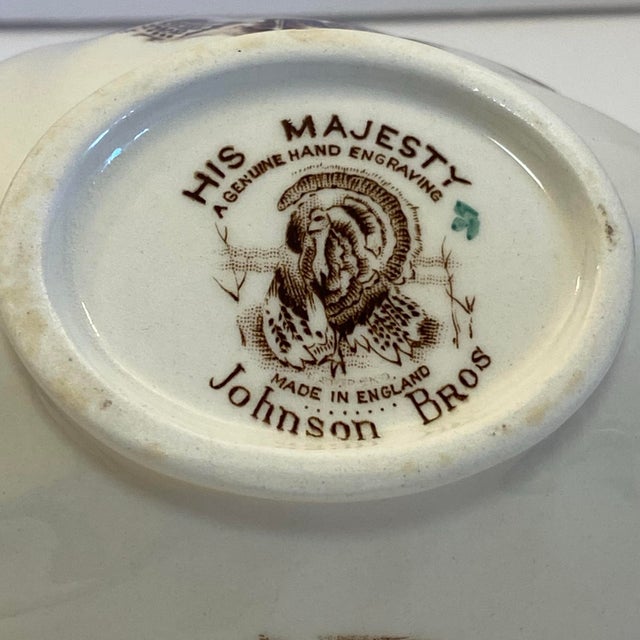 HIS MAJESTY
A GENUINE HAND ENGRAVING
MADE IN ENGLAND
Johnson Bros